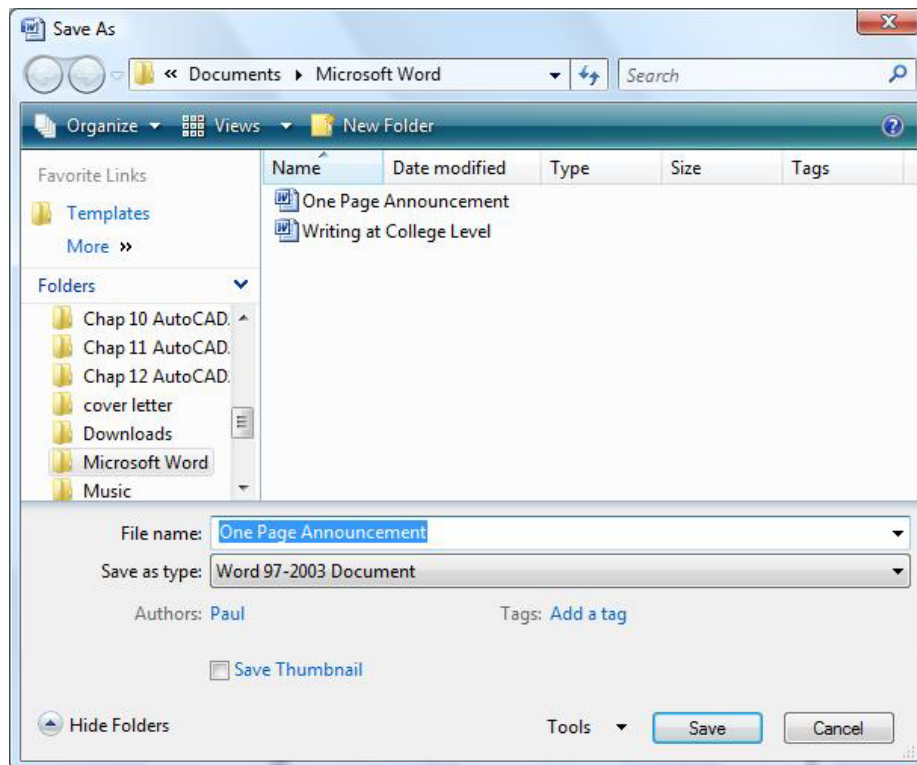 Save As
« Documents ▸ Microsoft Word
Search
Organize
Views
New Folder
Favorite Links
Templates
More »
Folders
Chap 10 AutoCAD.
Chap 11 AutoCAD.
Chap 12 AutoCAD.
cover letter
Downloads
Microsoft Word
Music
Name
Date modified
Type
Size
Tags
One Page Announcement
Writing at College Level
File name: One Page Announcement
Save as type: Word 97-2003 Document
Authors: Paul
Tags: Add a tag
Save Thumbnail
Hide Folders
Tools
Save
Cancel